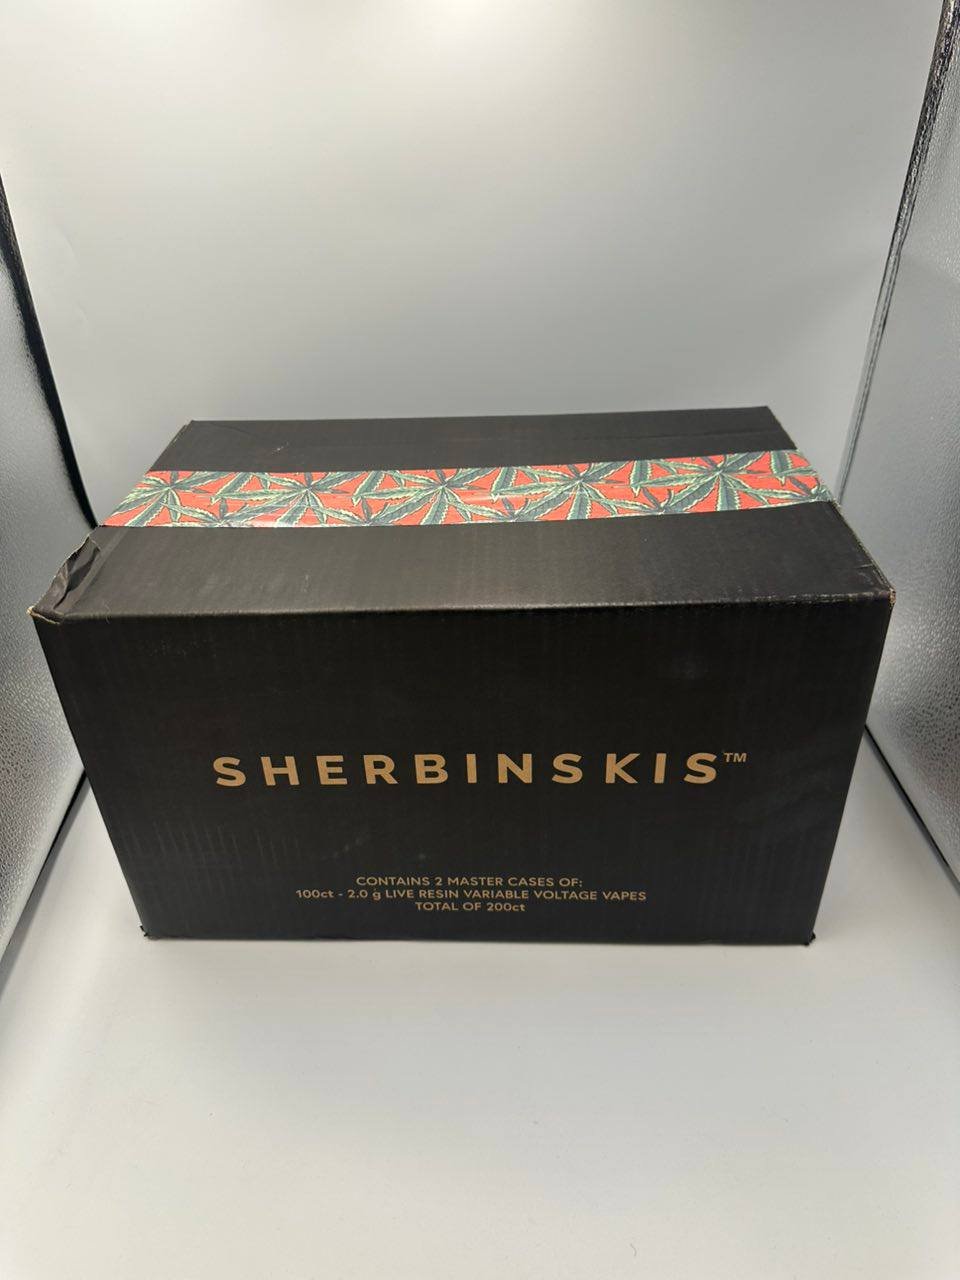 SHERBINSKIS™
CONTAINS 2 MASTER CASES OF:
100ct - 2.0 g LIVE RESIN VARIABLE VOLTAGE VAPES
TOTAL OF 200ct